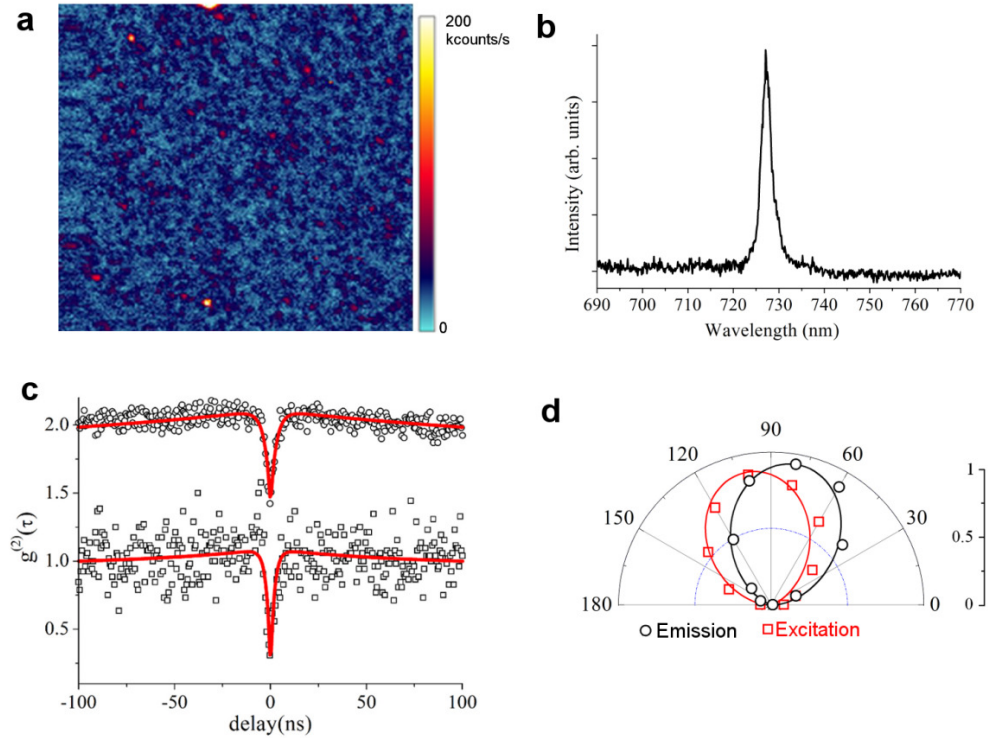 a
200
kcounts/s
0
b
Intensity (arb. units)
690 700 710 720 730 740 750 760 770
Wavelength (nm)
c
g(2)(τ)
2.0
1.5
1.0
0.5
-100 -50 0 50 100
delay(ns)
d
90
120 60
150 30
180 0
1
0.5
0
Emission Excitation